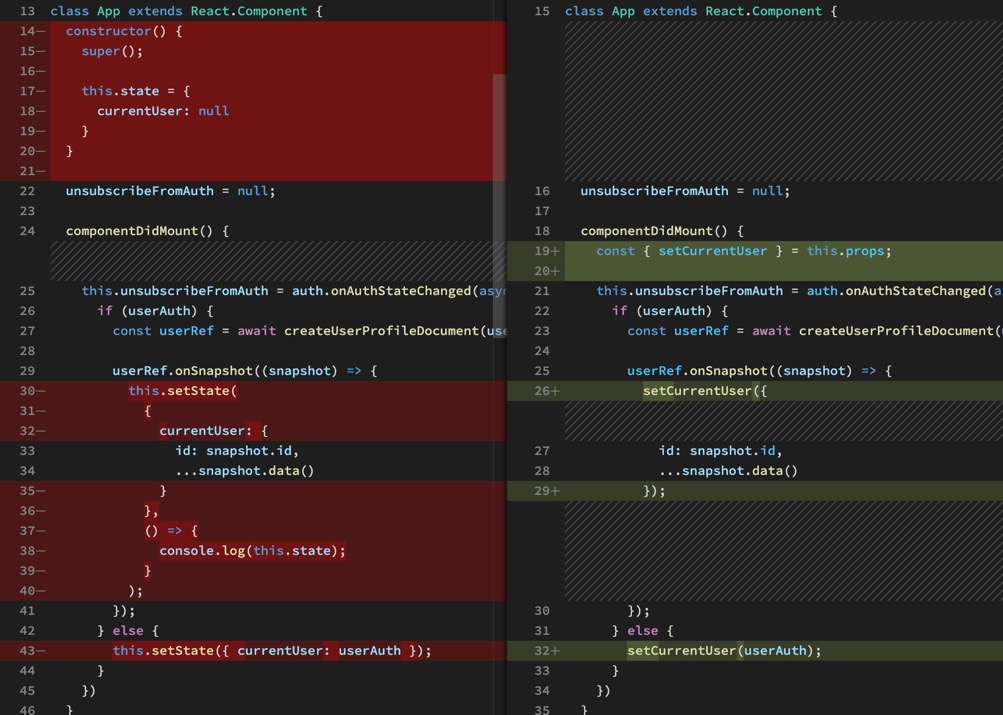 13 class App extends React.Component {
14— constructor() {
15— super();
16—
17— this.state = {
18— currentUser: null
19— }
20— }
21—
22 unsubscribeFromAuth = null;
23
24 componentDidMount() {
25 this.unsubscribeFromAuth = auth.onAuthStateChanged(asy
26 if (userAuth) {
27 const userRef = await createUserProfileDocument(use
28
29 userRef.onSnapshot((snapshot) => {
30— this.setState(
31— {
32— currentUser: {
33 id: snapshot.id,
34 ...snapshot.data()
35— }
36— },
37— () => {
38— console.log(this.state);
39— }
40— );
41 });
42 } else {
43— this.setState({ currentUser: userAuth });
44 }
45 })
46 }
15 class App extends React.Component {
16 unsubscribeFromAuth = null;
17
18 componentDidMount() {
19+ const { setCurrentUser } = this.props;
20+
21 this.unsubscribeFromAuth = auth.onAuthStateChanged(a
22 if (userAuth) {
23 const userRef = await createUserProfileDocument(
24
25 userRef.onSnapshot((snapshot) => {
26+ setCurrentUser({
27 id: snapshot.id,
28 ...snapshot.data()
29+ });
30 });
31 } else {
32+ setCurrentUser(userAuth);
33 }
34 })
35 }